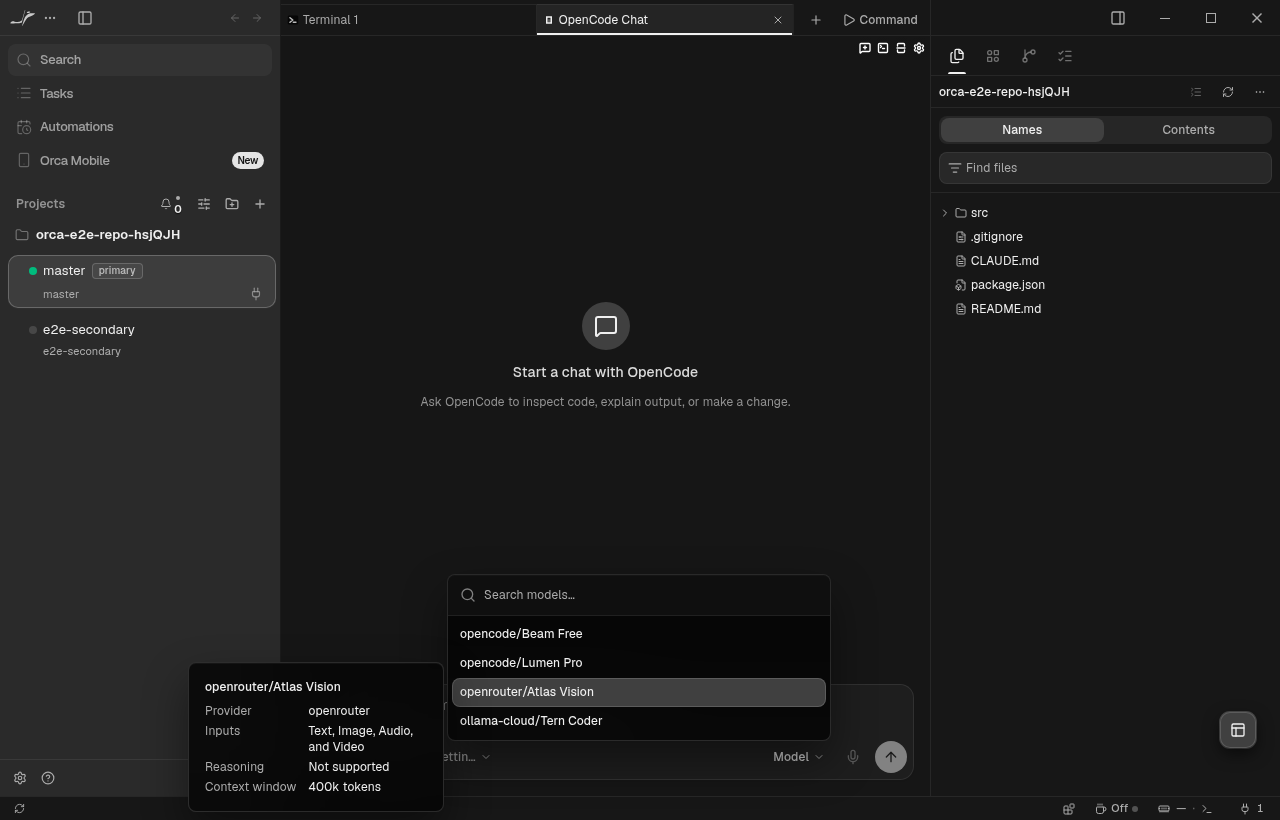 Terminal 1
OpenCode Chat
Command
Search
Tasks
Automations
Orca Mobile
New
Projects
0
orca-e2e-repo-hsjQJH
master
primary
master
e2e-secondary
e2e-secondary
Start a chat with OpenCode
Ask OpenCode to inspect code, explain output, or make a change.
Search models…
opencode/Beam Free
opencode/Lumen Pro
openrouter/Atlas Vision
ollama-cloud/Tern Coder
openrouter/Atlas Vision
Provider openrouter
Inputs Text, Image, Audio,
and Video
Reasoning Not supported
Context window 400k tokens
ettin…
Model
orca-e2e-repo-hsjQJH
Names
Contents
Find files
src
.gitignore
CLAUDE.md
package.json
README.md
Off
1